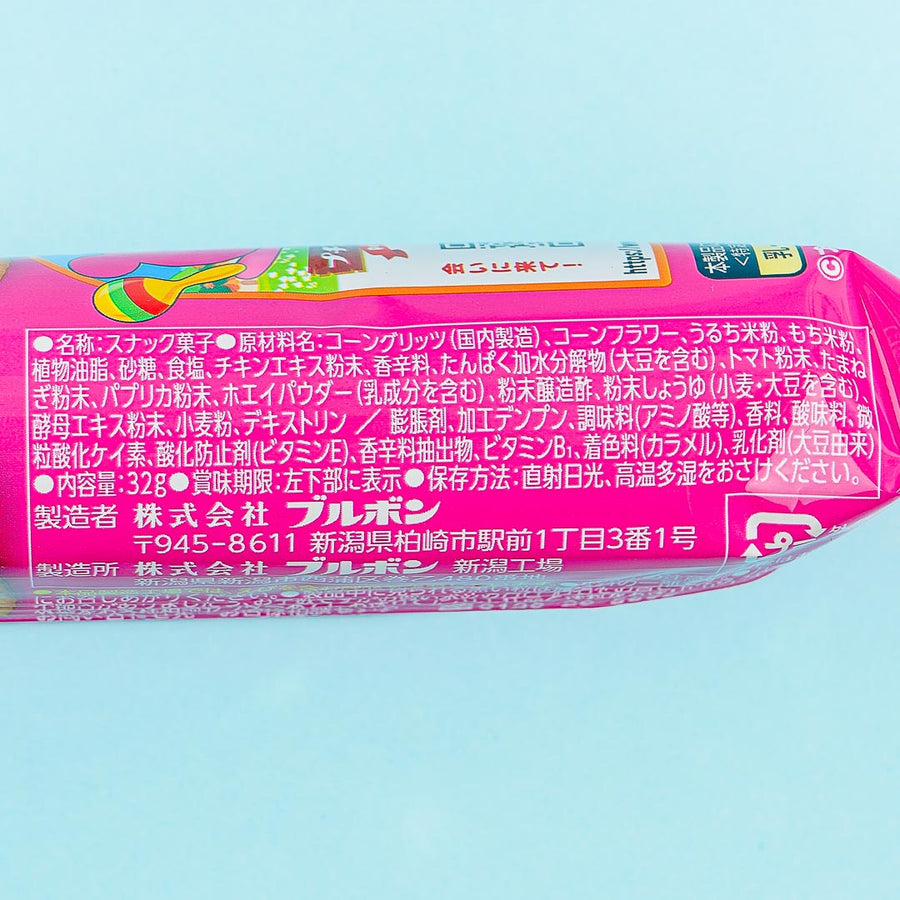 会いに来て!
https://w
本製品
<特定
乳
●名称:スナック菓子●原材料名:コーングリッツ(国内製造)、コーンフラワー、うるち米粉、もち米粉、
植物油脂、砂糖、食塩、チキンエキス粉末、香辛料、たんぱく加水分解物(大豆を含む)、トマト粉末、たまね
ぎ粉末、パプリカ粉末、ホエイパウダー(乳成分を含む)、粉末醸造酢、粉末しょうゆ(小麦・大豆を含む)、
酵母エキス粉末、小麦粉、デキストリン / 膨脹剤、加工デンプン、調味料(アミノ酸等)、香料、酸味料、微
粒酸化ケイ素、酸化防止剤(ビタミンE)、香辛料抽出物、ビタミンB₁、着色料(カラメル)、乳化剤(大豆由来)
●内容量:32g●賞味期限:左下部に表示●保存方法:直射日光、高温多湿をおさけください。
製造者 株式会社 ブルボン
〒945-8611 新潟県柏崎市駅前1丁目3番1号
製造所 株式会社 ブルボン 新潟工場